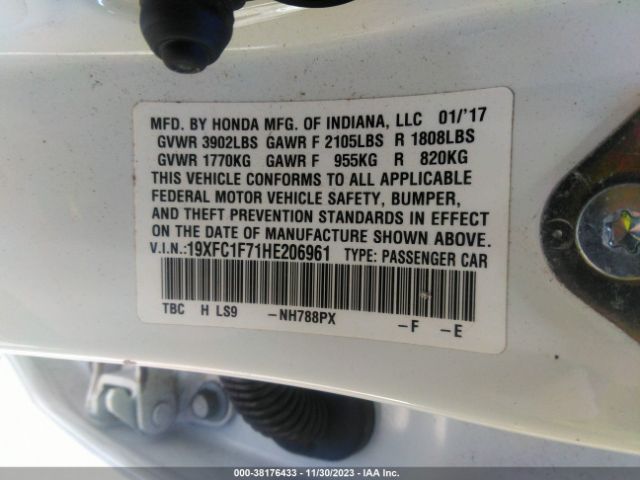 MFD. BY HONDA MFG. OF INDIANA, LLC 01/'17
GVWR 3902LBS GAWR F 2105LBS R 1808LBS
GVWR 1770KG GAWR F 955KG R 820KG
THIS VEHICLE CONFORMS TO ALL APPLICABLE
FEDERAL MOTOR VEHICLE SAFETY, BUMPER,
AND THEFT PREVENTION STANDARDS IN EFFECT
ON THE DATE OF MANUFACTURE SHOWN ABOVE.
V.I.N.:19XFC1F71HE206961 TYPE: PASSENGER CAR
TBC H LS9 -NH788PX -F -E
000-38176433 - 11/30/2023 - IAA Inc.